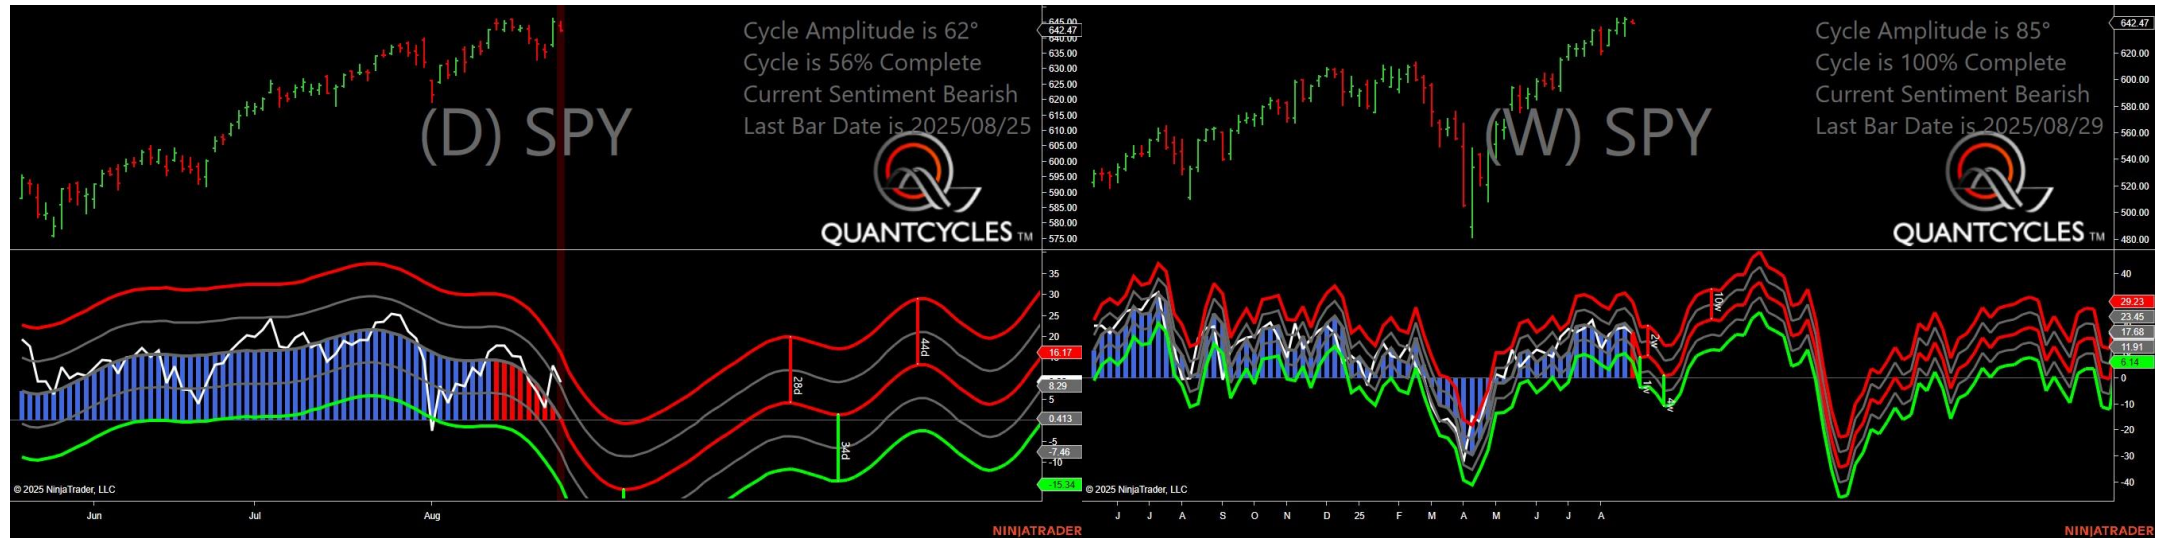 Cycle Amplitude is 62°
Cycle is 56% Complete
Current Sentiment Bearish
Last Bar Date is 2025/08/25
(D) SPY
QUANTCYCLES TM
645.00
642.47
640.00
635.00
630.00
625.00
620.00
615.00
610.00
605.00
600.00
595.00
590.00
585.00
580.00
575.00
35
30
25
20
16.17
8.29
5
0.413
-5
-7.46
-10
-15.34
28d
34d
44d
© 2025 NinjaTrader, LLC
Jun Jul Aug
NINJATRADER
Cycle Amplitude is 85°
Cycle is 100% Complete
Current Sentiment Bearish
Last Bar Date is 2025/08/29
(W) SPY
QUANTCYCLES TM
642.47
620.00
600.00
580.00
560.00
540.00
520.00
500.00
480.00
40
29.23
23.45
17.68
11.91
6.14
0
-10
-20
-30
-40
2w
1w
4w
10w
© 2025 NinjaTrader, LLC
J J A S O N D 25 F M A M J J A
NINJATRADER